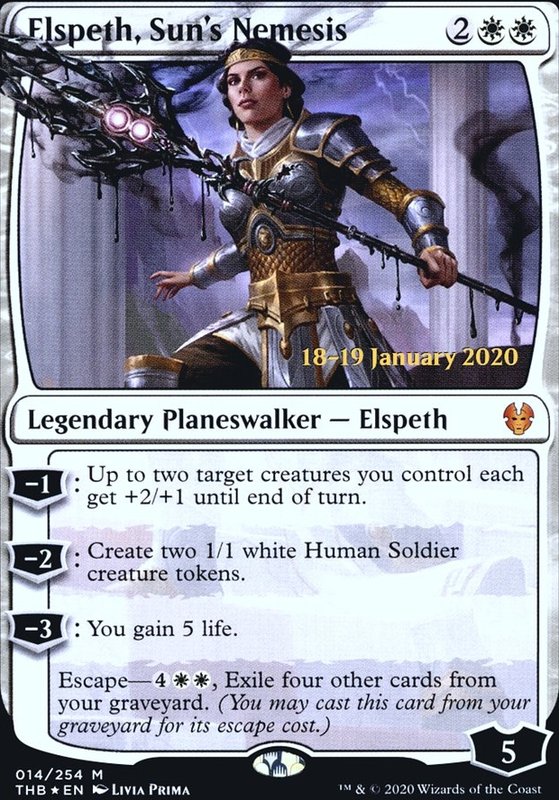 Elspeth, Sun's Nemesis 2
18–19 January 2020
Legendary Planeswalker — Elspeth
−1 : Up to two target creatures you control each
get +2/+1 until end of turn.
−2 : Create two 1/1 white Human Soldier
creature tokens.
−3 : You gain 5 life.
Escape—4, Exile four other cards from
your graveyard. (You may cast this card from your
graveyard for its escape cost.)
5
014/254 M
THB ★ EN LIVIA PRIMA
™ & © 2020 Wizards of the Coast